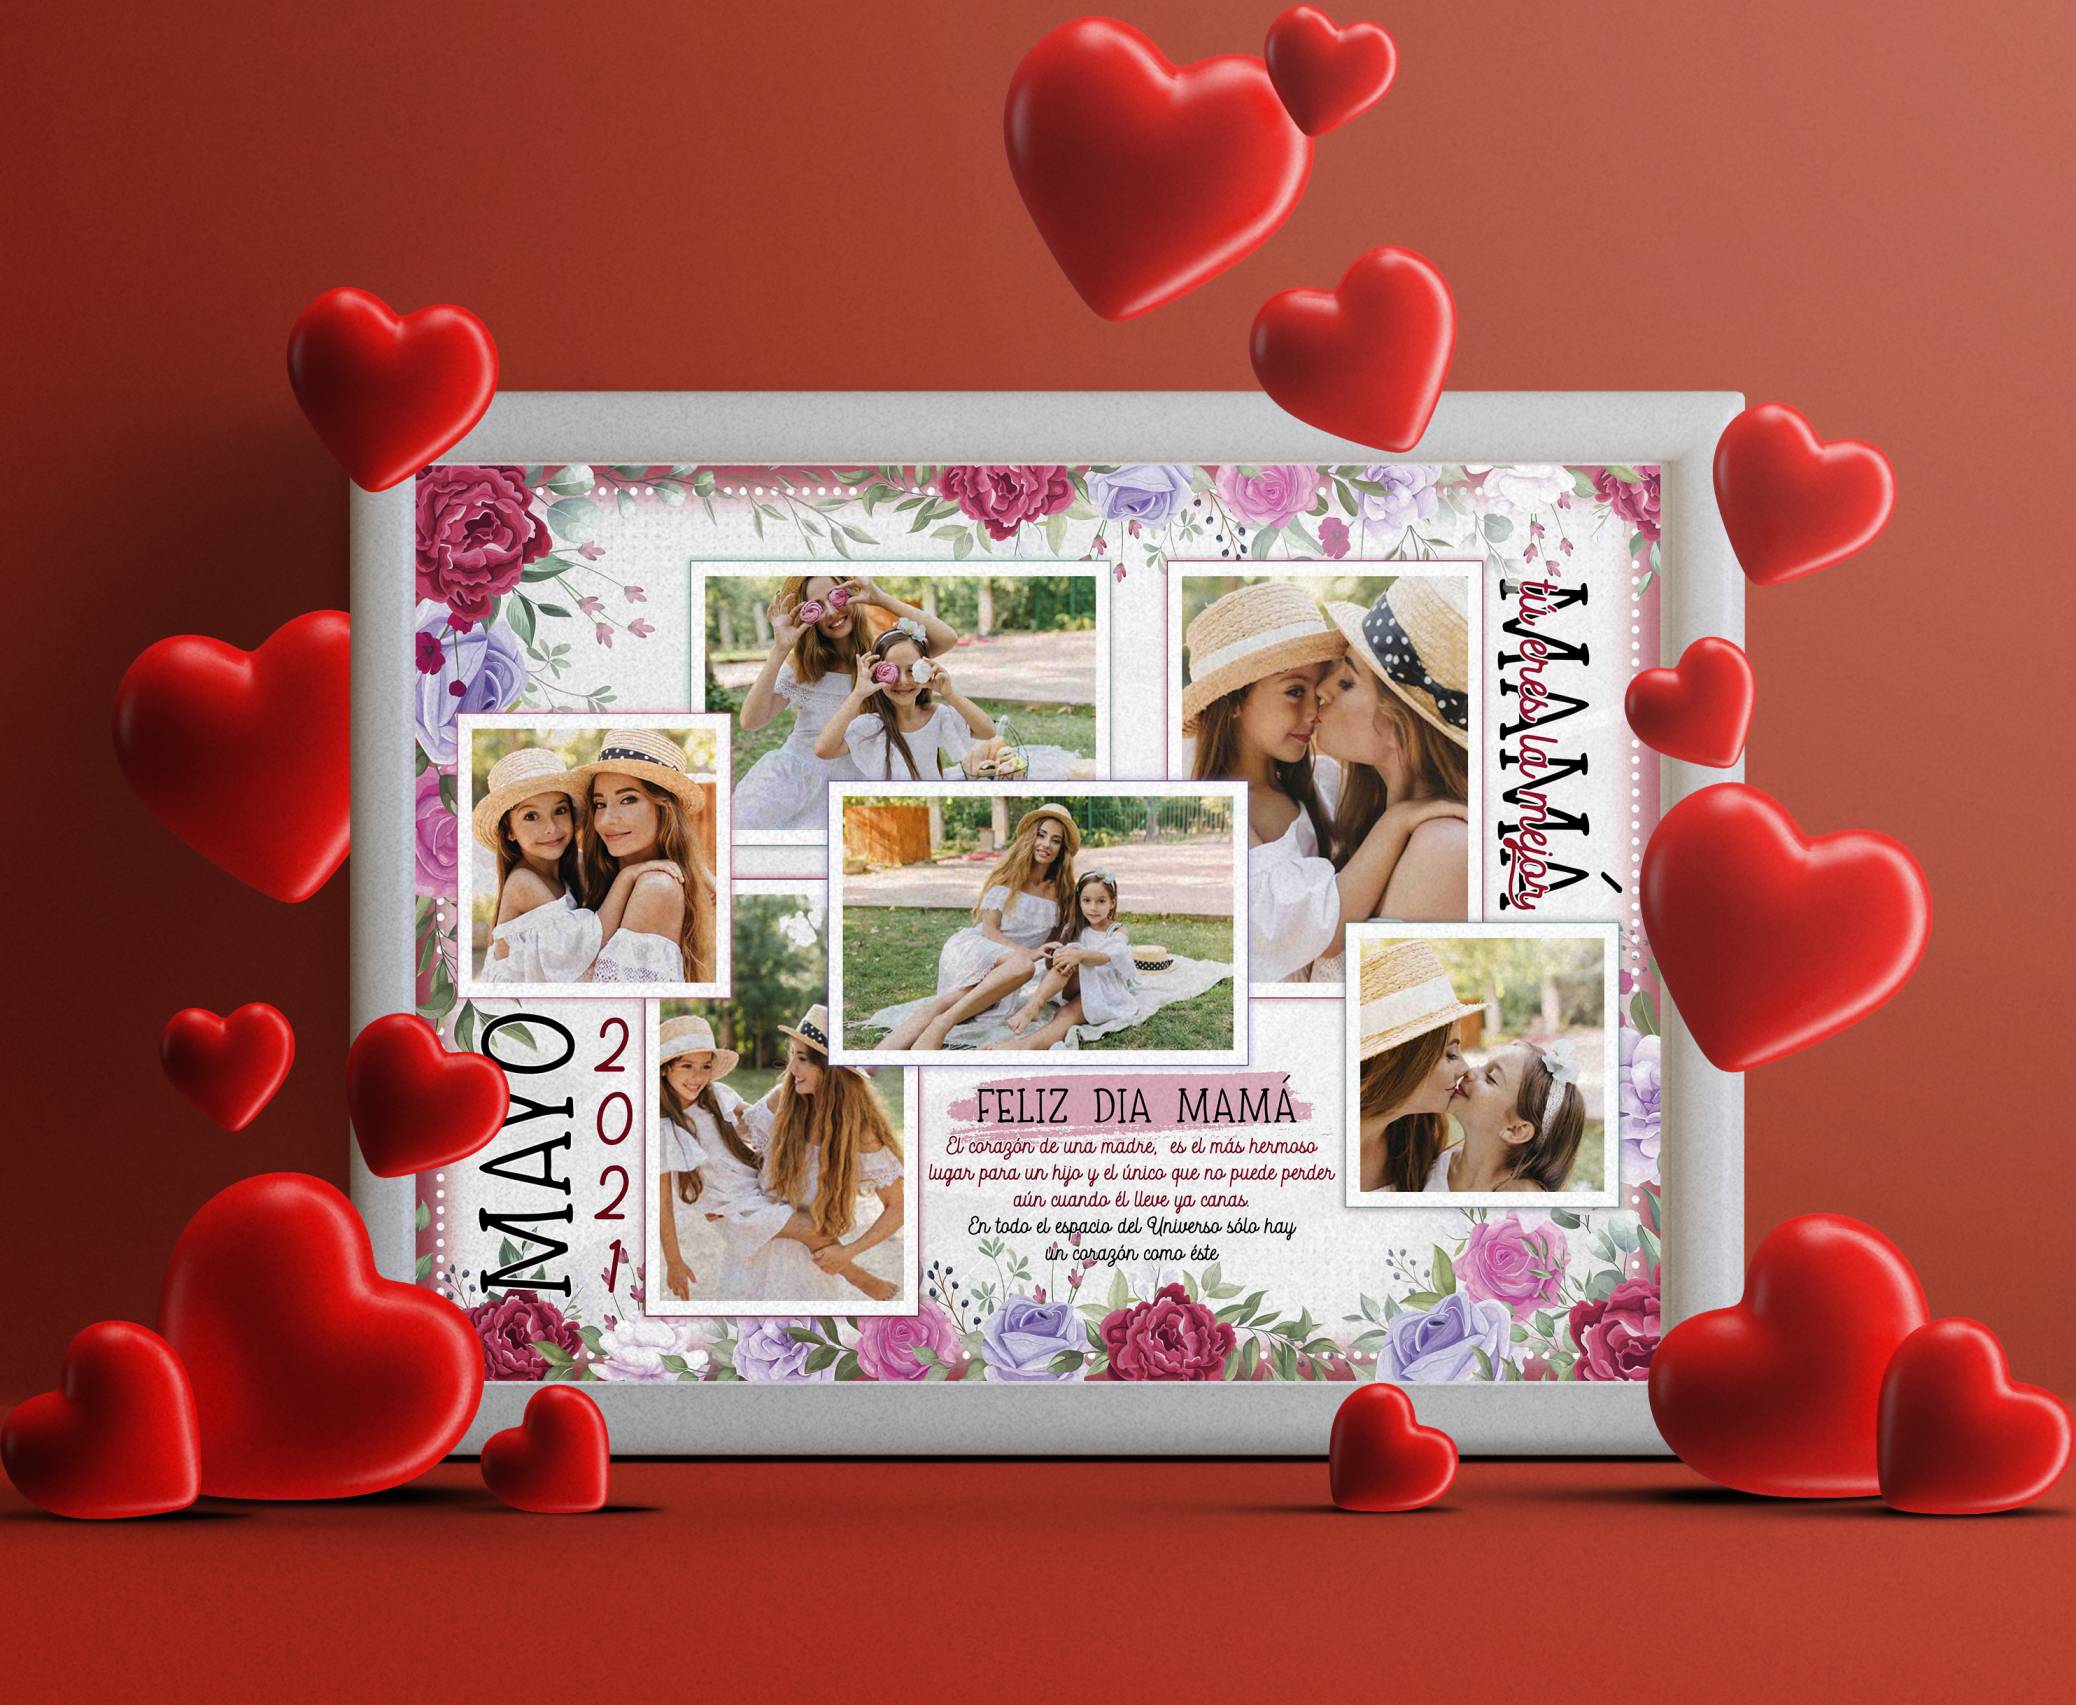 MAMÁ
tú eres la mejor
MAYO
2021
FELIZ DIA MAMÁ
El corazón de una madre, es el más hermoso
lugar para un hijo y el único que no puede perder
aún cuando él lleve ya canas.
En todo el espacio del Universo sólo hay
un corazón como éste